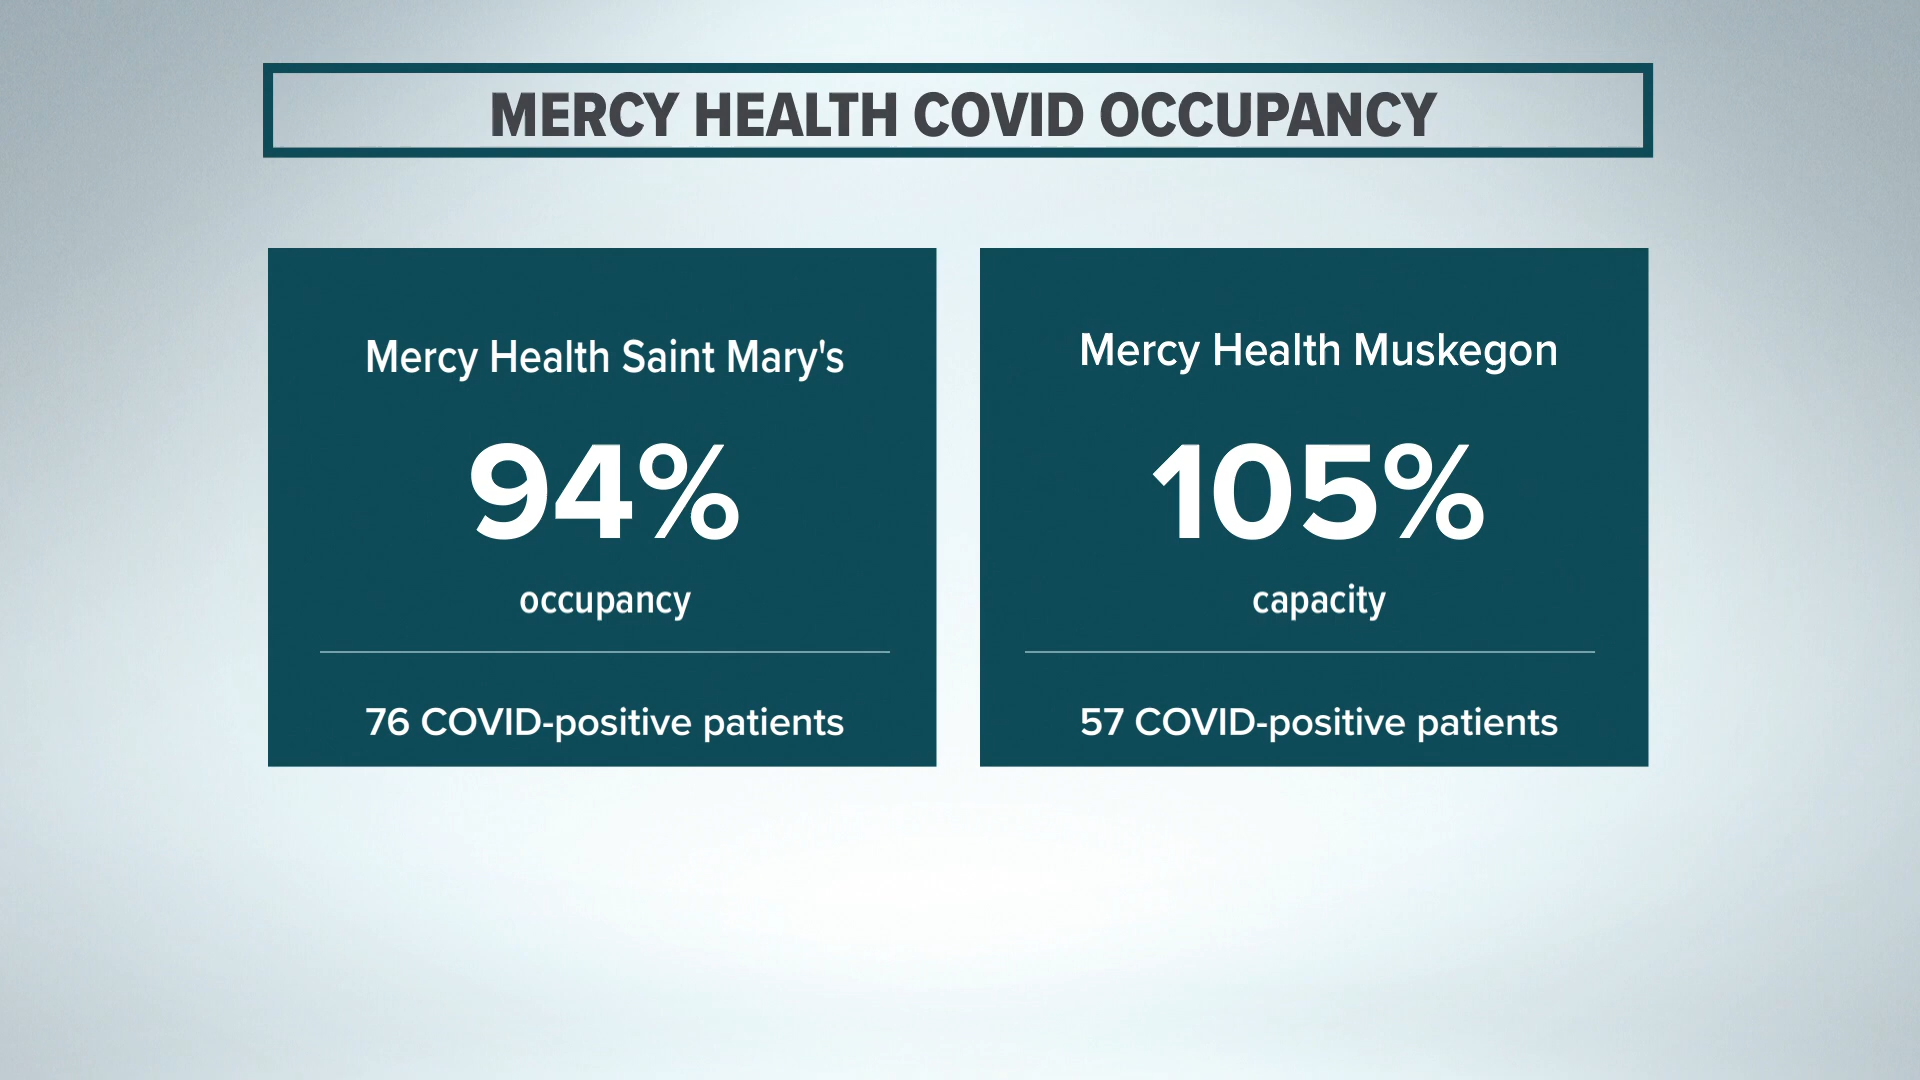 MERCY HEALTH COVID OCCUPANCY
Mercy Health Saint Mary's
94%
occupancy
76 COVID-positive patients
Mercy Health Muskegon
105%
capacity
57 COVID-positive patients